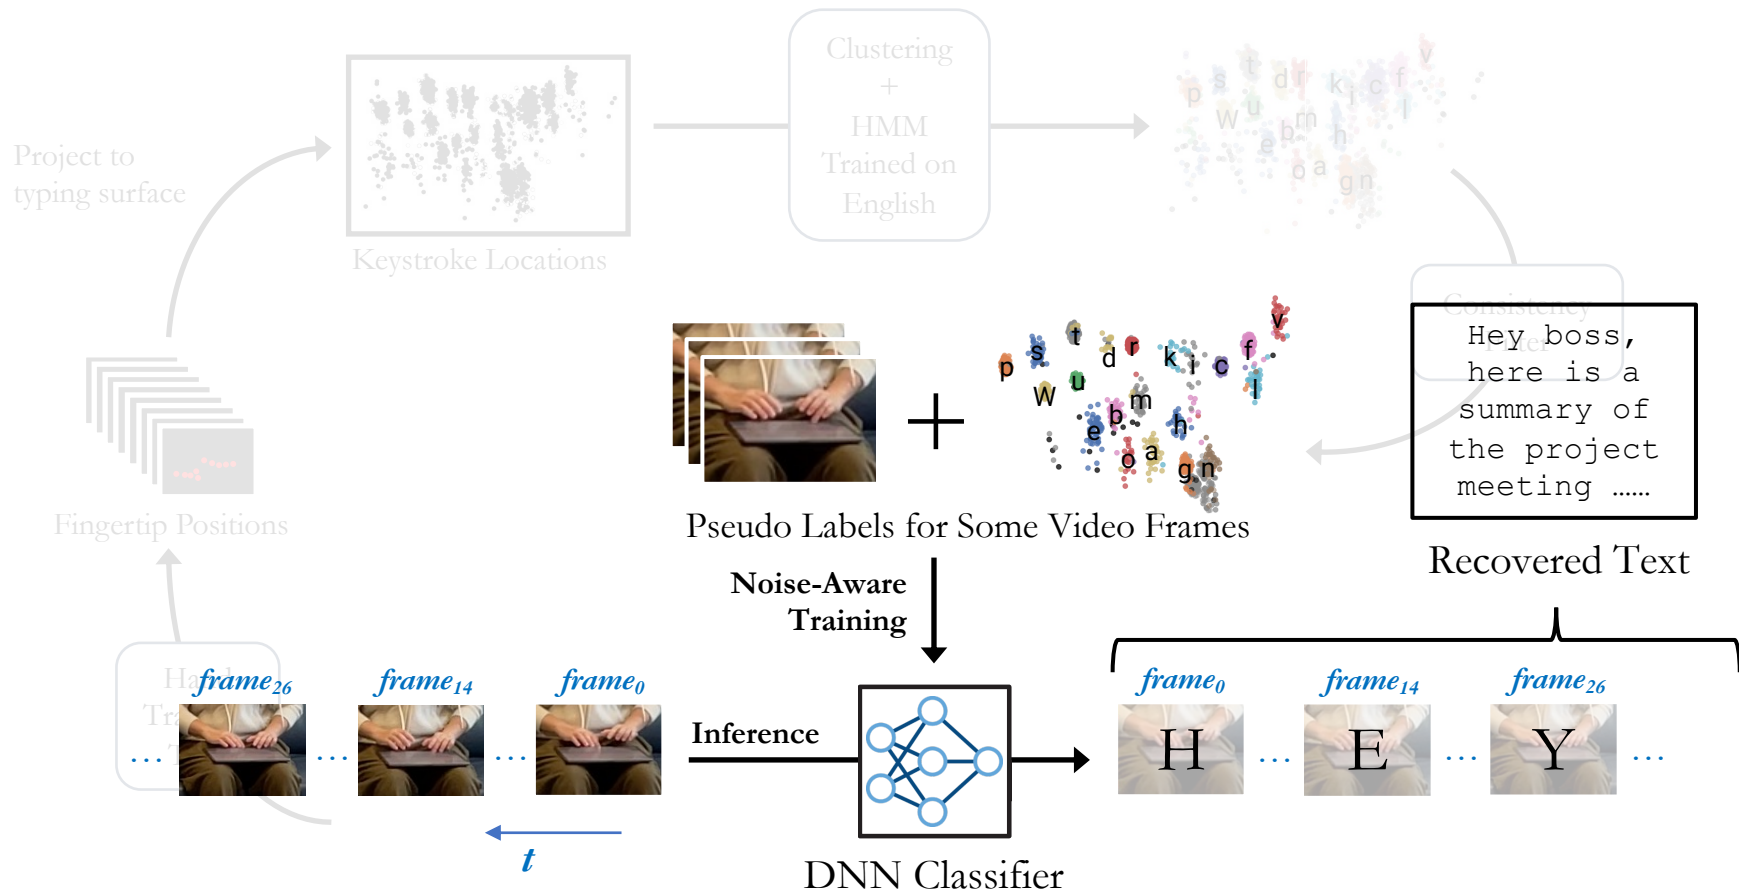 Project to
typing surface
Keystroke Locations
Clustering
+
HMM
Trained on
English
p s t d r k i c f v
W u b m h l
e o a g n
Fingertip Positions
Consistency
Hey boss,
here is a
summary of
the project
meeting ......
Recovered Text
p s t d r k i c f v
W u b m h l
e o a g n
Pseudo Labels for Some Video Frames
Noise-Aware
Training
frame26 frame14 frame0
... ... ...
t
Inference
DNN Classifier
frame0 frame14 frame26
H ... E ... Y ...